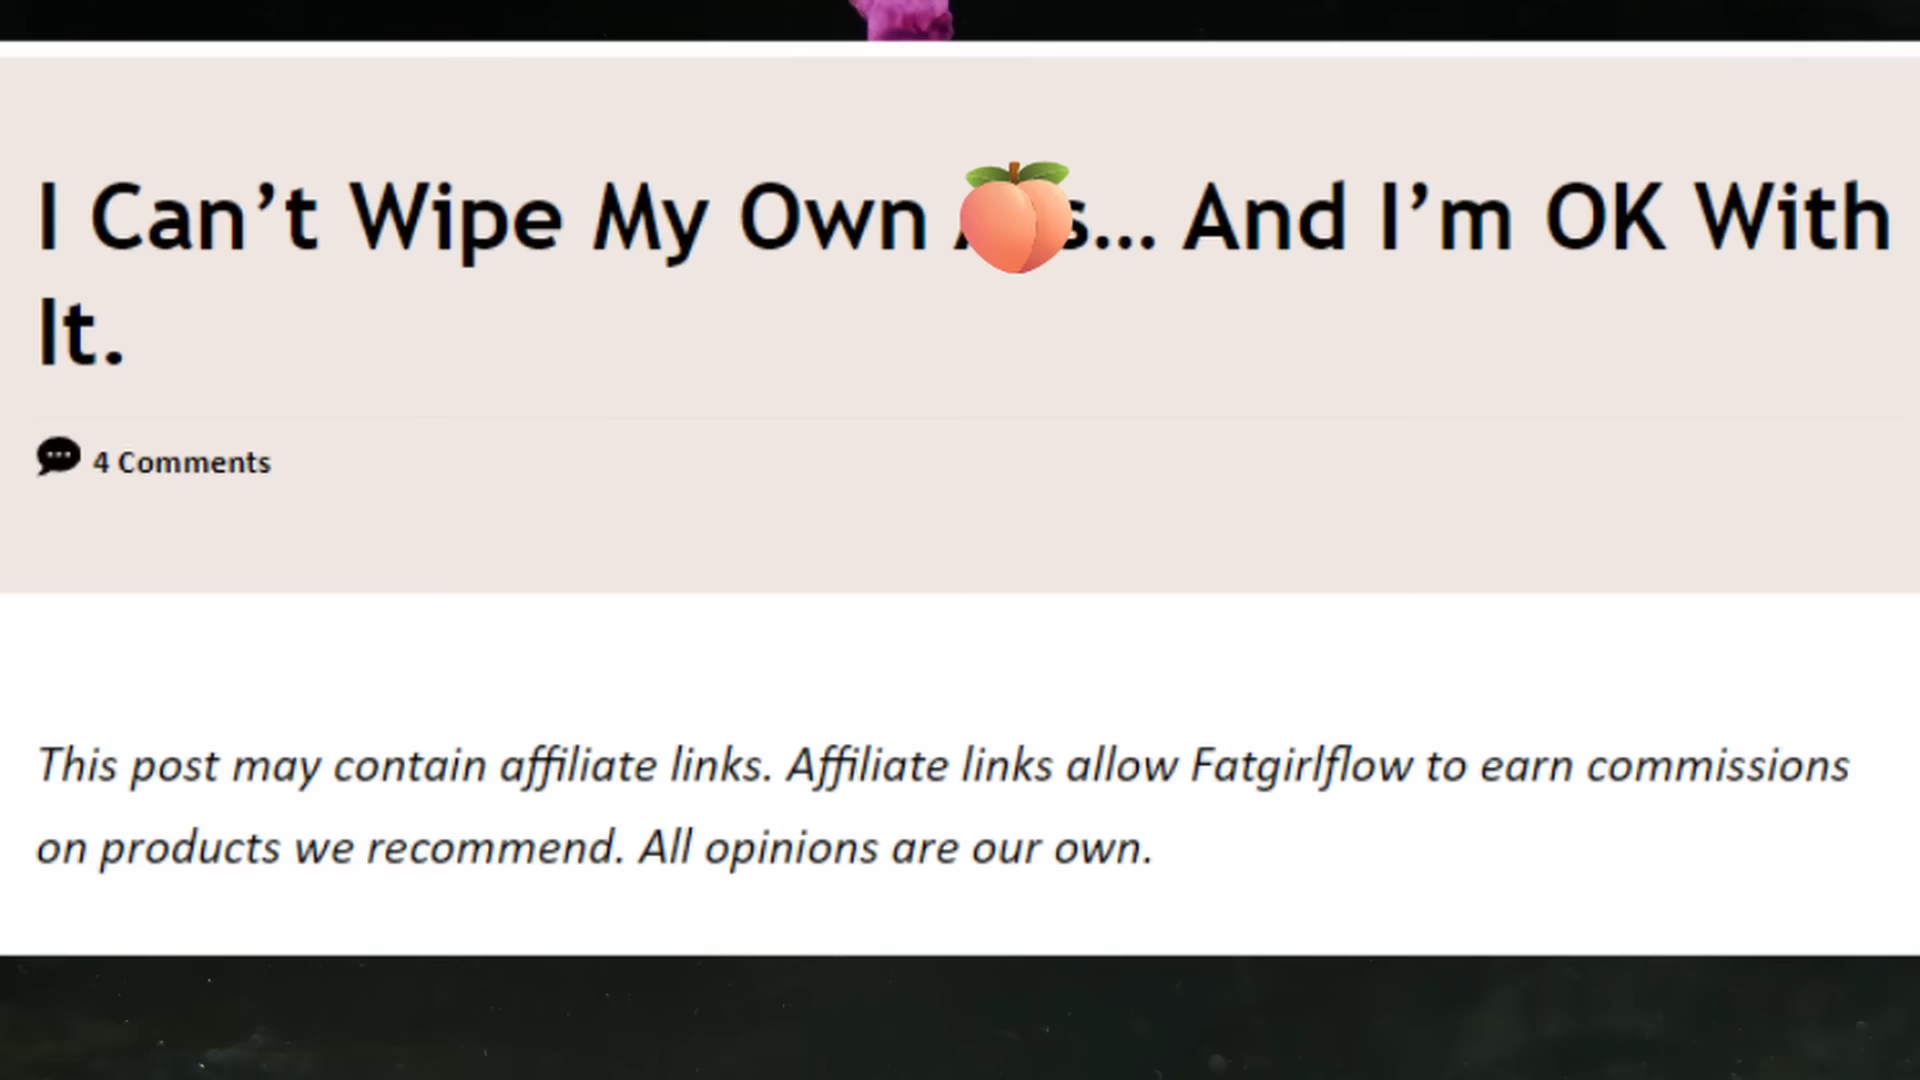 I Can’t Wipe My Own … And I’m OK With
It.
4 Comments
This post may contain affiliate links. Affiliate links allow Fatgirlflow to earn commissions
on products we recommend. All opinions are our own.